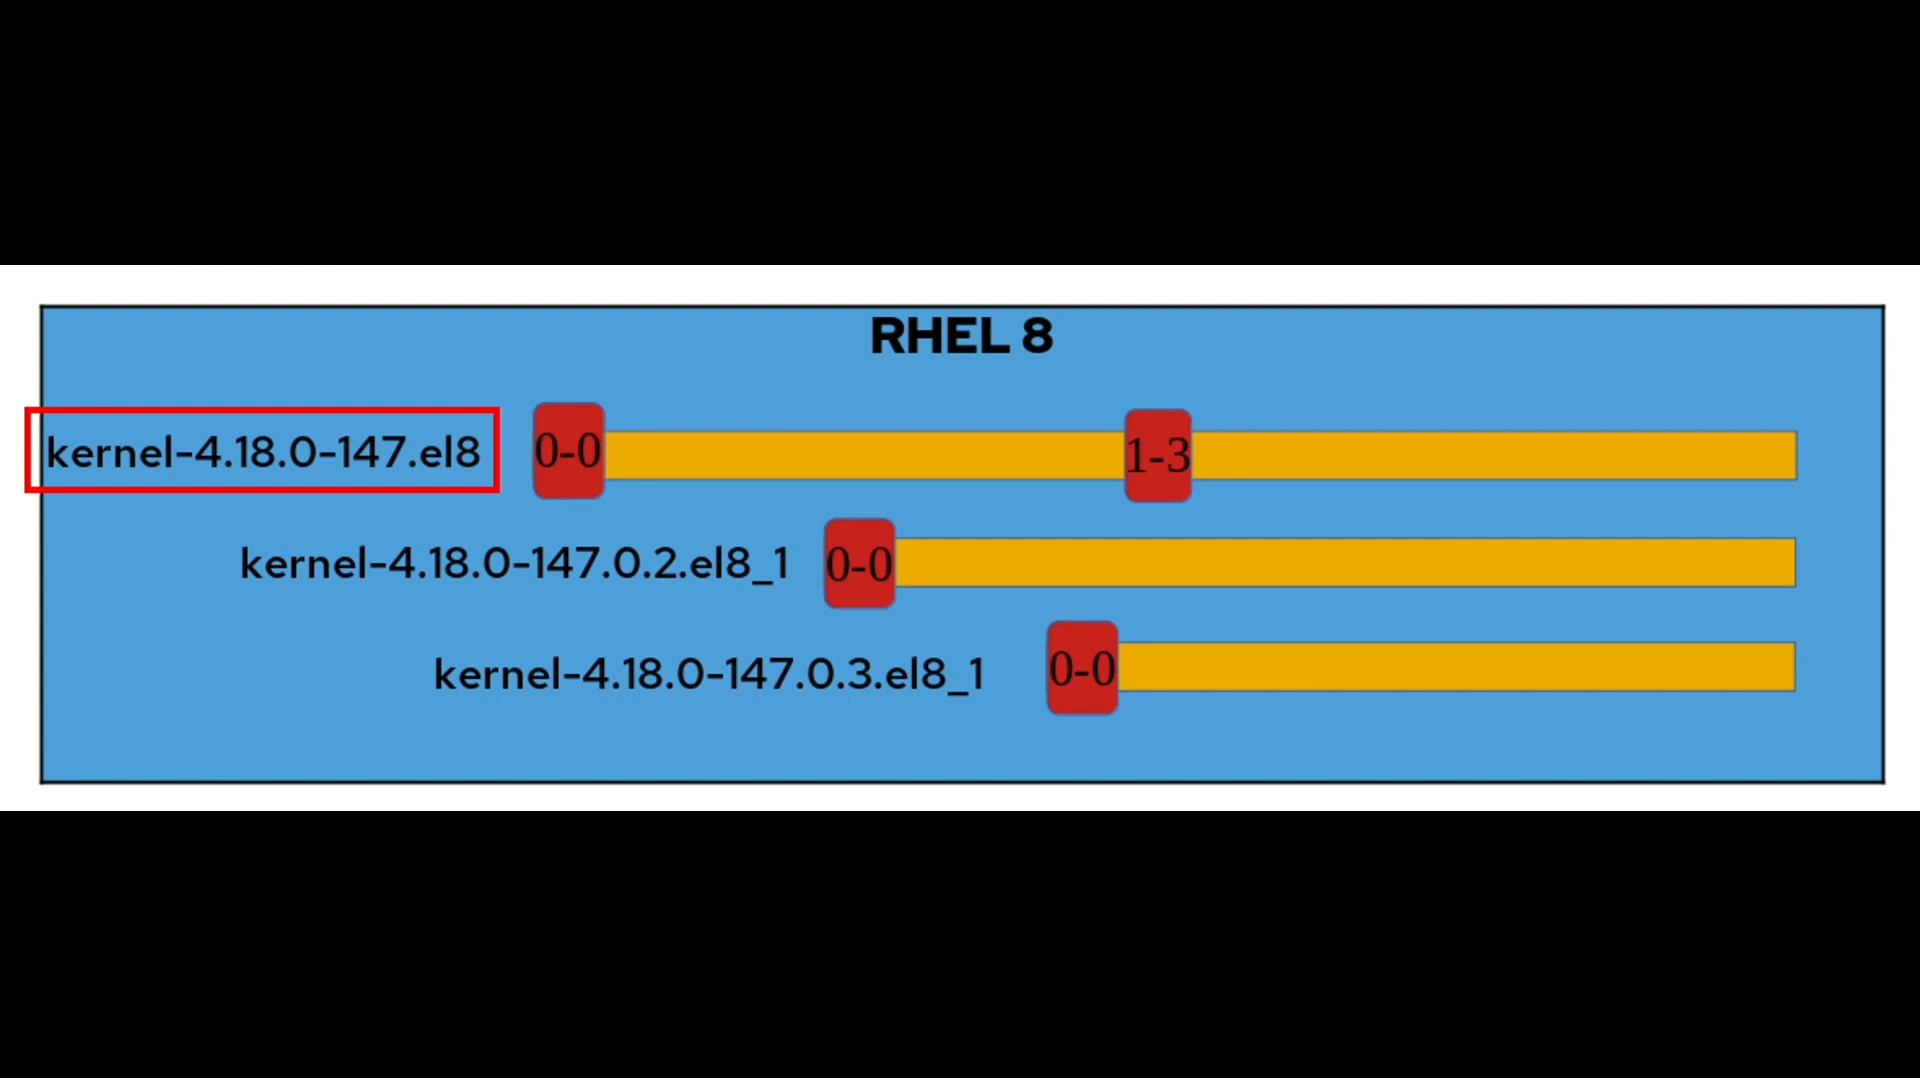 RHEL 8
kernel-4.18.0-147.el8 0-0 1-3
kernel-4.18.0-147.0.2.el8_1 0-0
kernel-4.18.0-147.0.3.el8_1 0-0